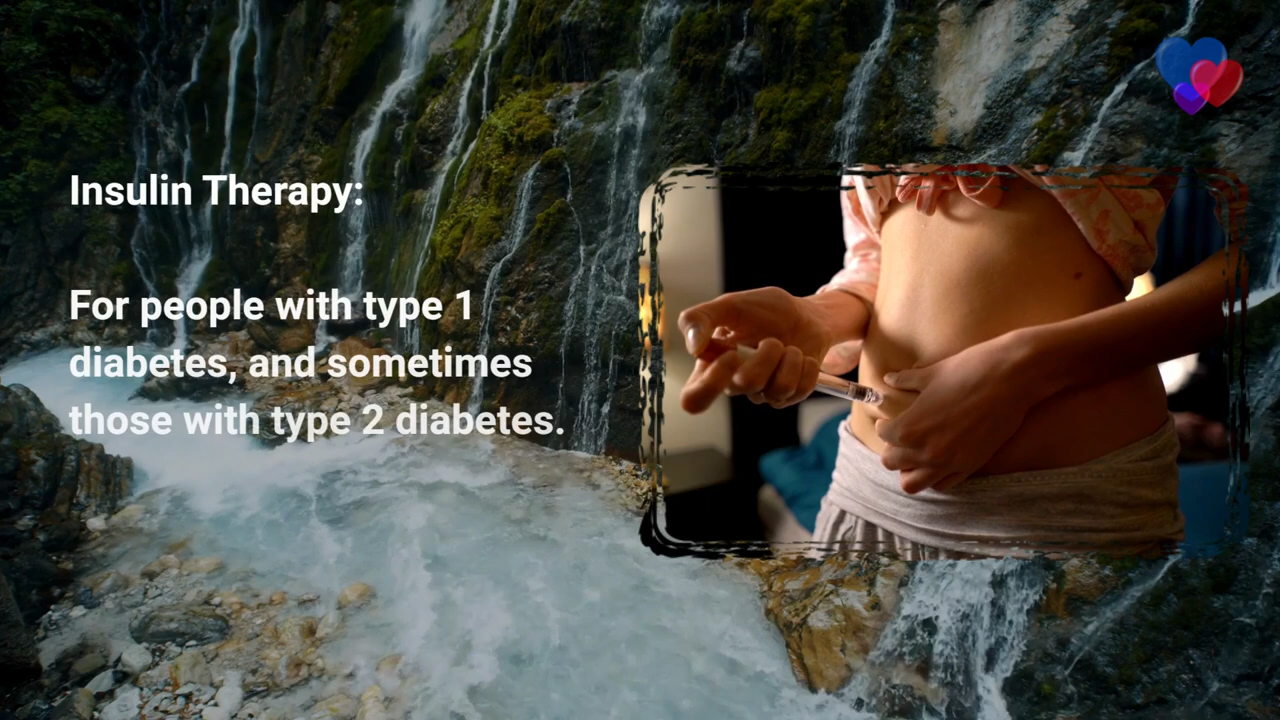 Insulin Therapy:
For people with type 1
diabetes, and sometimes
those with type 2 diabetes.